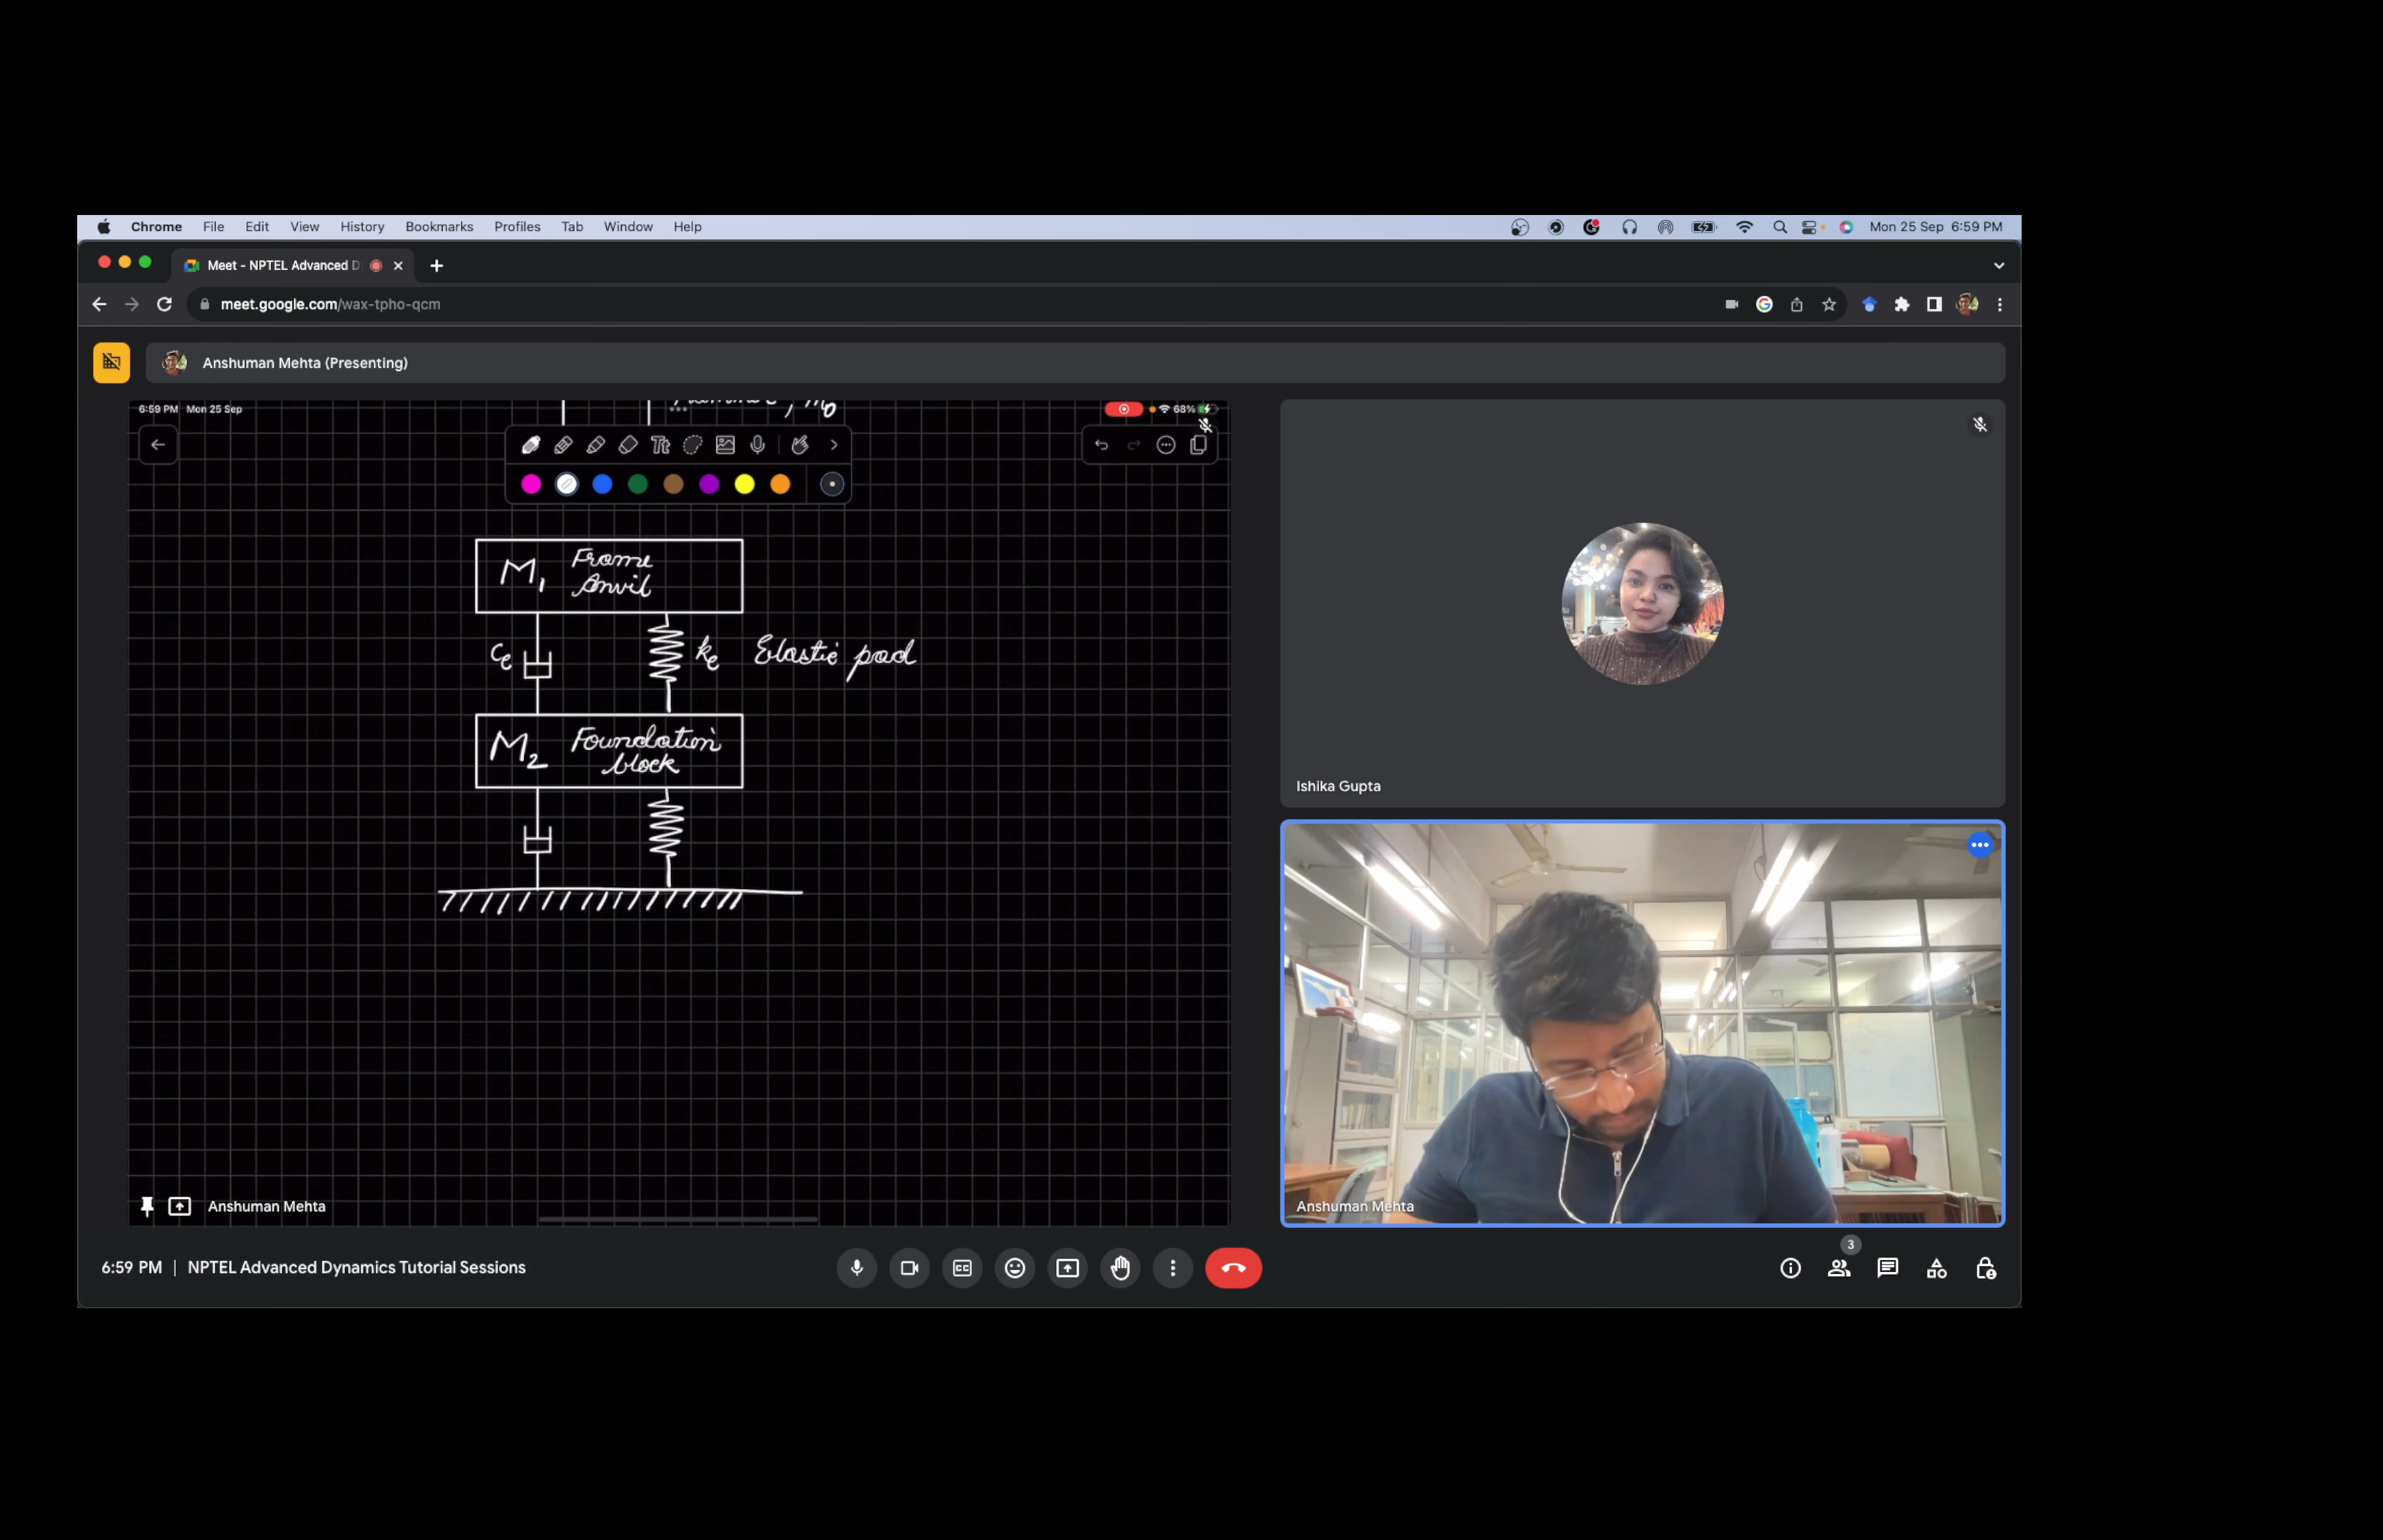 Chrome File Edit View History Bookmarks Profiles Tab Window Help Mon 25 Sep 6:59 PM
Meet - NPTEL Advanced D
meet.google.com/wax-tpho-qcm
Anshuman Mehta (Presenting)
6:59 PM Mon 25 Sep
, m₀
68%
Tt
M₁ Frame
Anvil
cₑ kₑ Elastic pad
M₂ Foundation
block
Ishika Gupta
Anshuman Mehta
Anshuman Mehta
3
6:59 PM | NPTEL Advanced Dynamics Tutorial Sessions
CC